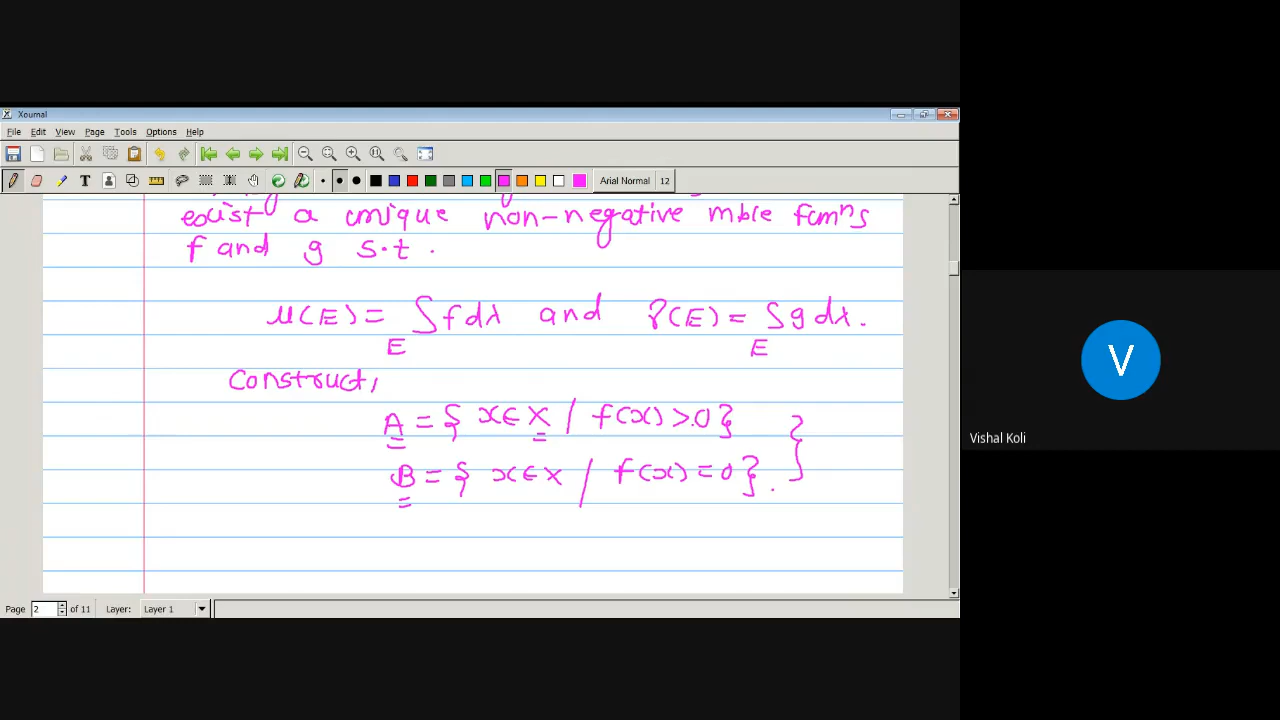 Xournal
File Edit View Page Tools Options Help
Arial Normal 12
exist a unique non-negative mble fcmⁿs
f and g s.t.
μ(E) = ∫_E f dλ and γ(E) = ∫_E g dλ.
Construct,
A = { x ∈ X / f(x) > 0 }
B = { x ∈ X / f(x) = 0 }.
Page 2 of 11 Layer: Layer 1
V
Vishal Koli